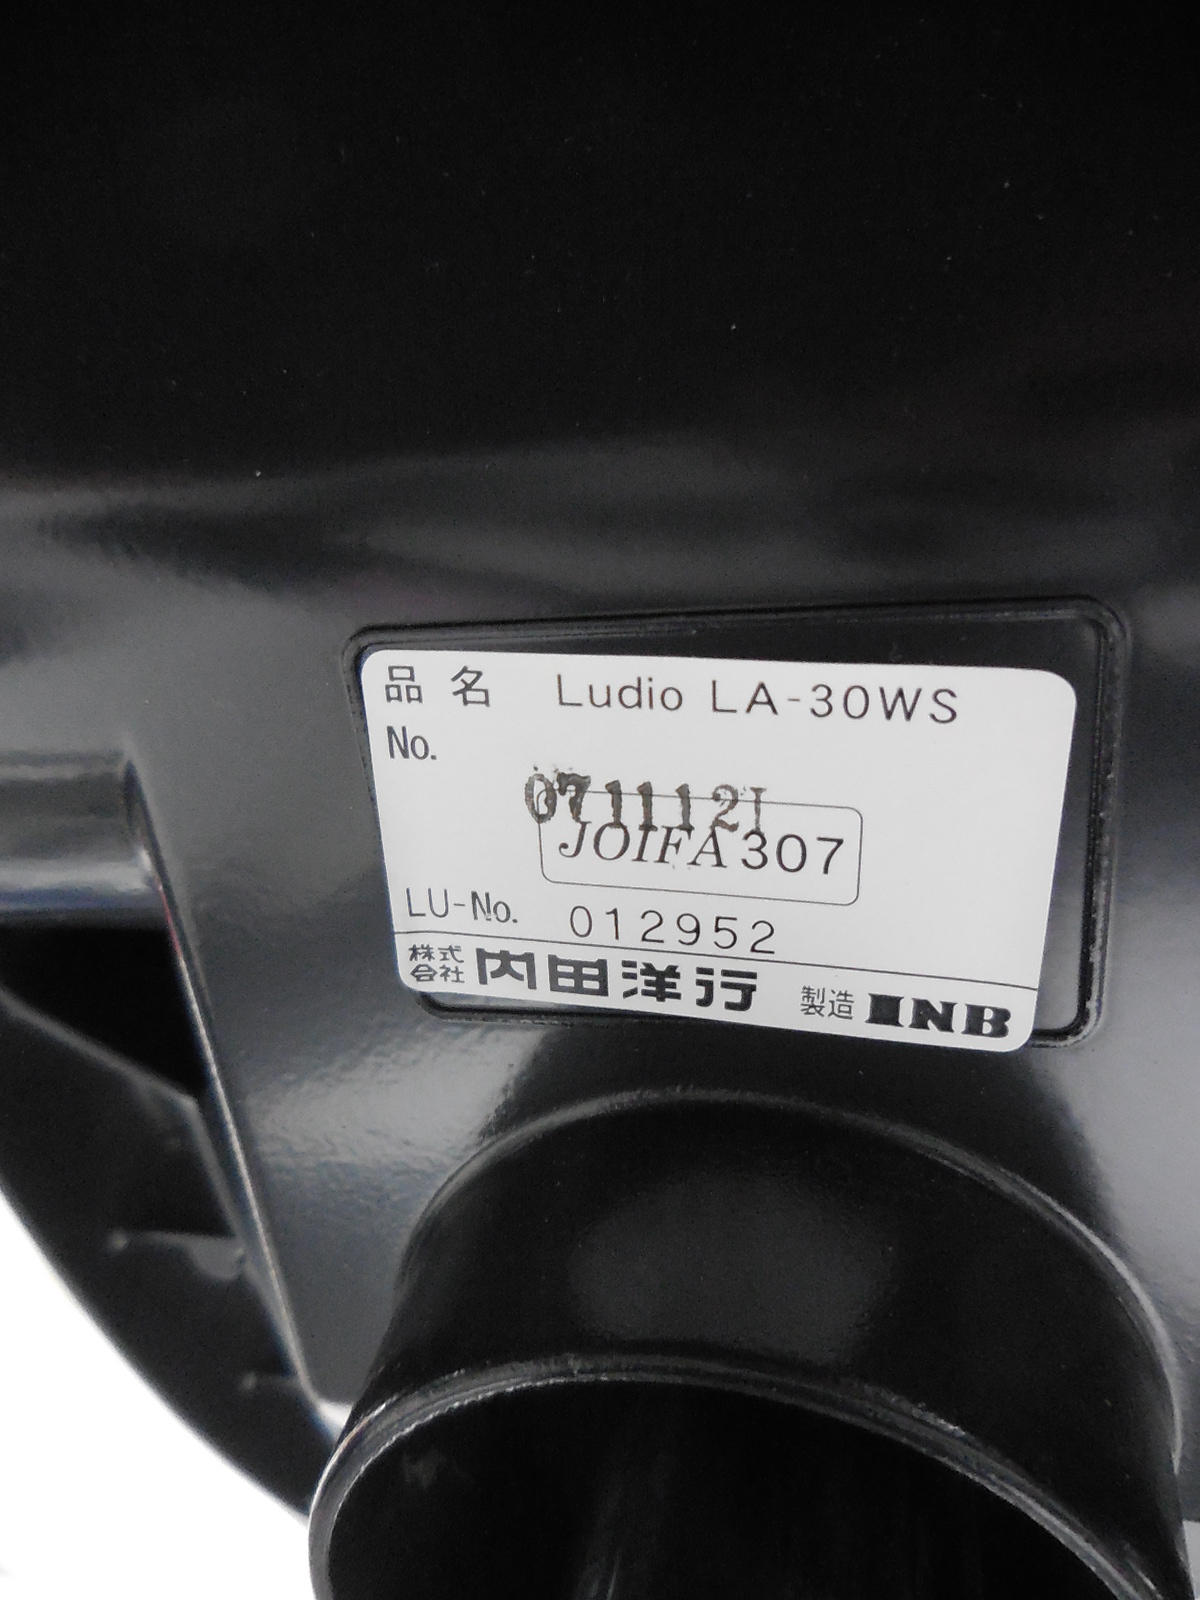 品名 Ludio LA-30WS
No.
071112I
JOIFA307
LU-No. 012952
株式会社 内田洋行 製造 INB